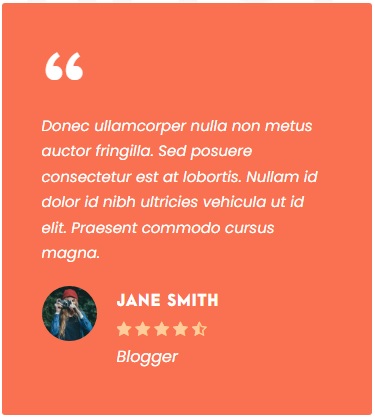 “
Donec ullamcorper nulla non metus
auctor fringilla. Sed posuere
consectetur est at lobortis. Nullam id
dolor id nibh ultricies vehicula ut id
elit. Praesent commodo cursus
magna.
JANE SMITH
Blogger